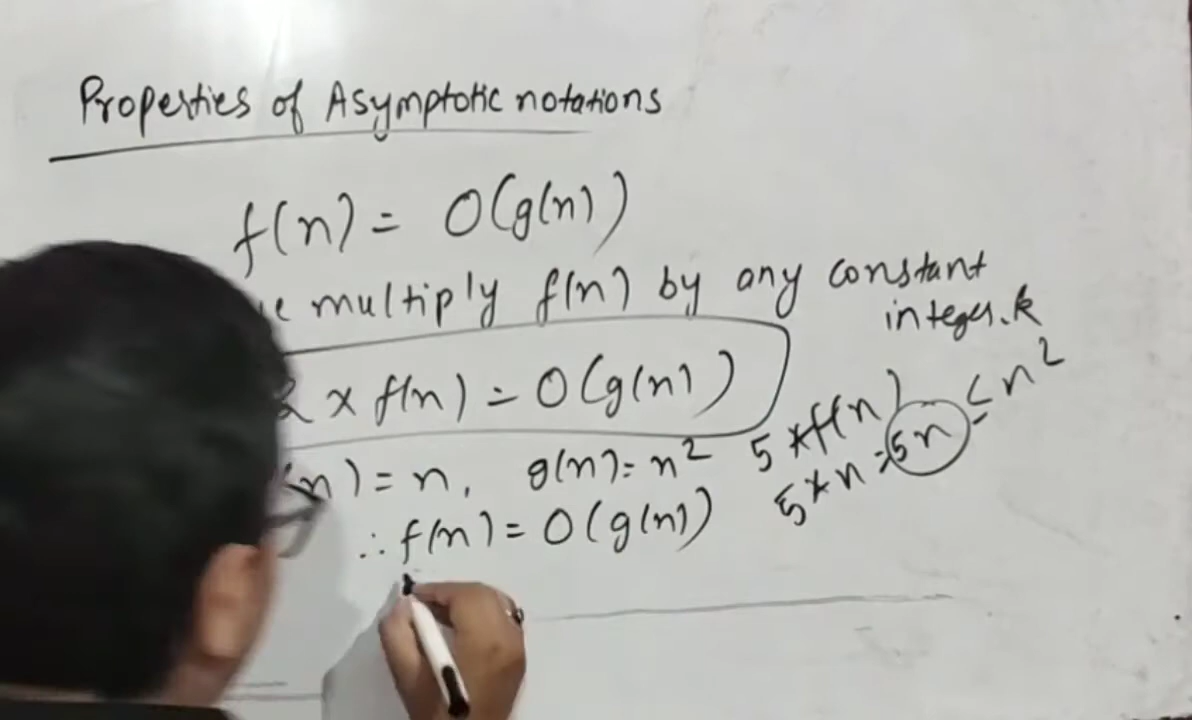 Properties of Asymptotic notations
f(n) = O(g(n))
multiply f(n) by any constant
integer. k
x f(n) = O(g(n))
(n) = n, g(n) = n²
5 * f(n)
5 * n = 5n ≤ n²
∴ f(n) = O(g(n))